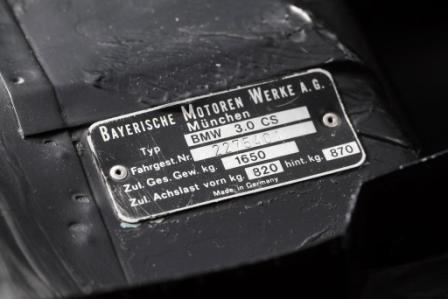 BAYERISCHE MOTOREN WERKE A.G.
München
Typ BMW 3.0 CS
Fahrgest. Nr.
Zul. Ges. Gew. kg. 1650
Zul. Achslast vorn kg. 820 hint. kg. 870
Made in Germany